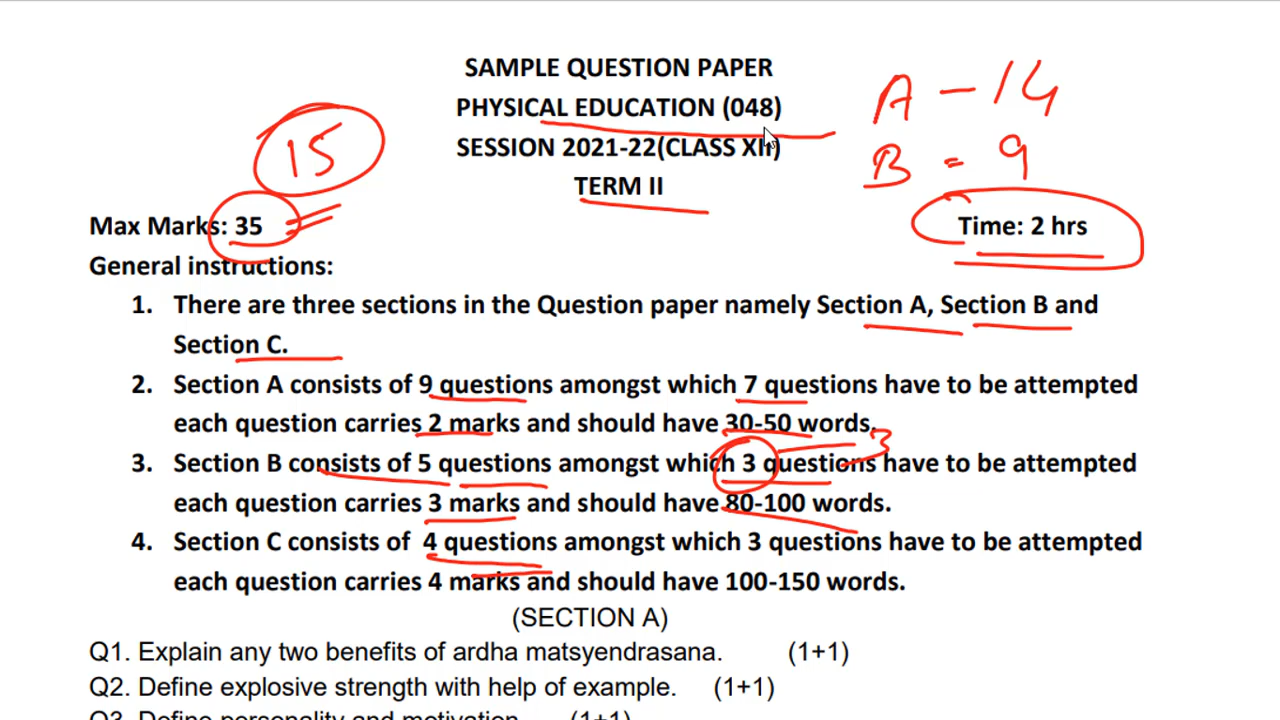 SAMPLE QUESTION PAPER
PHYSICAL EDUCATION (048)
A - 14
15
SESSION 2021-22(CLASS XII)
B = 9
TERM II
Max Marks: 35
Time: 2 hrs
General instructions:
1. There are three sections in the Question paper namely Section A, Section B and
Section C.
2. Section A consists of 9 questions amongst which 7 questions have to be attempted
each question carries 2 marks and should have 30-50 words.
3
3. Section B consists of 5 questions amongst which 3 questions have to be attempted
each question carries 3 marks and should have 80-100 words.
4. Section C consists of 4 questions amongst which 3 questions have to be attempted
each question carries 4 marks and should have 100-150 words.
(SECTION A)
Q1. Explain any two benefits of ardha matsyendrasana. (1+1)
Q2. Define explosive strength with help of example. (1+1)
Q3. Define personality and motivation. (1+1)